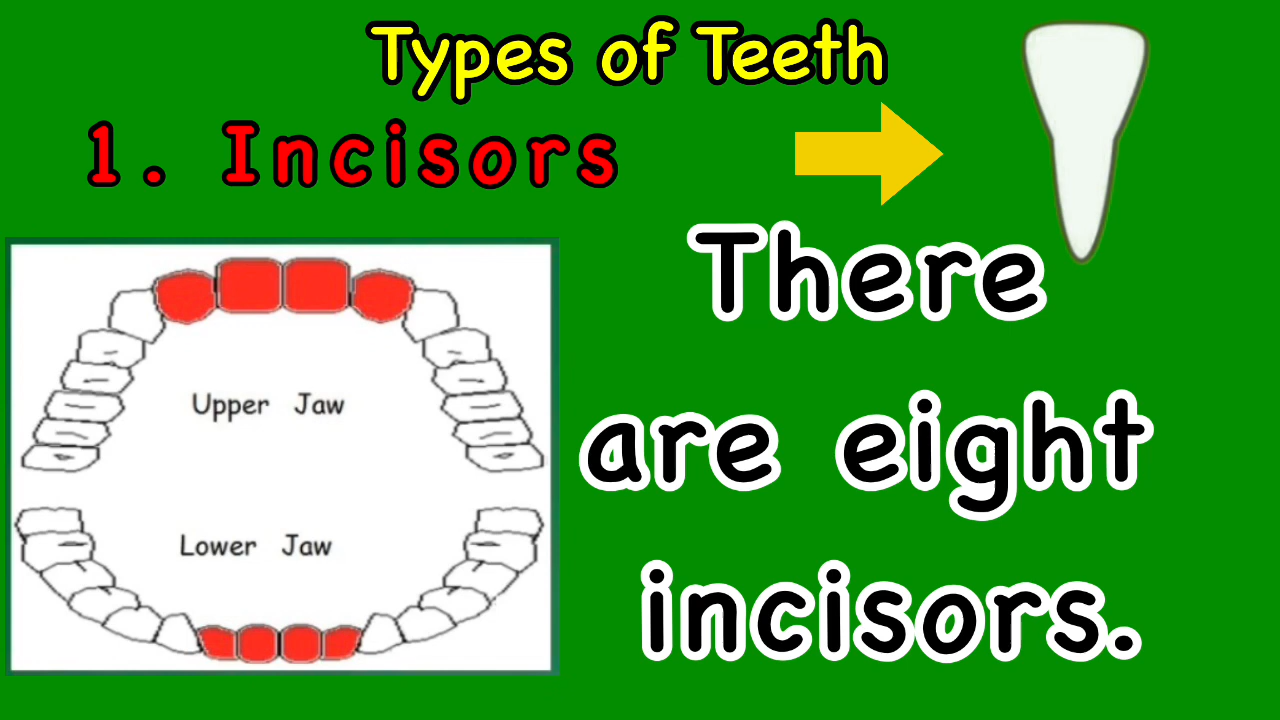 Types of Teeth
1. Incisors
There
are eight
incisors.
Upper Jaw
Lower Jaw